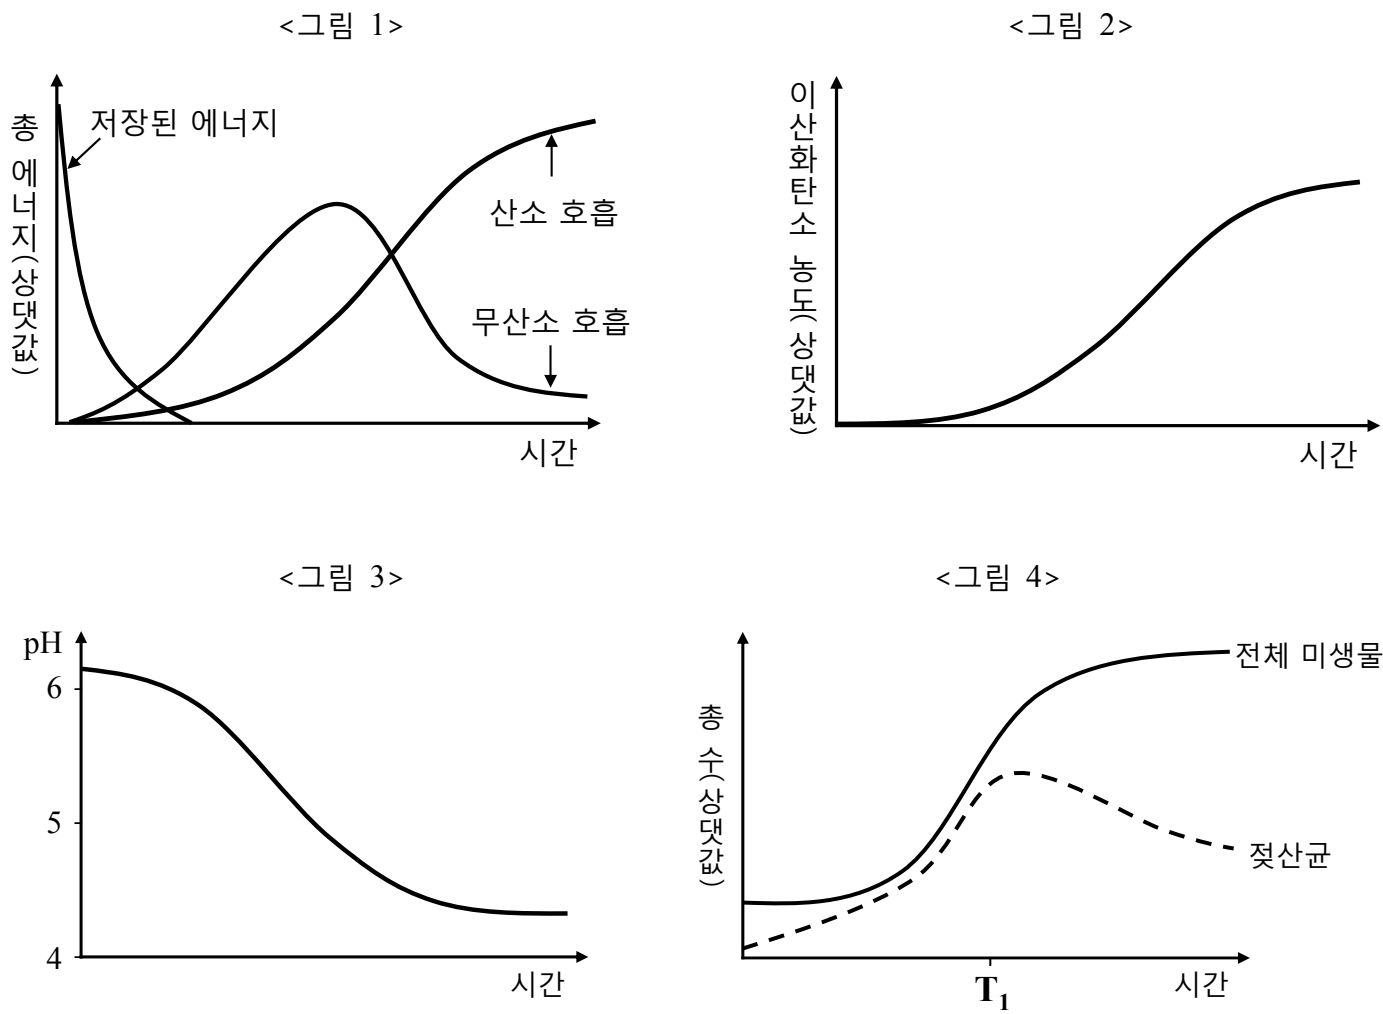 <그림 1>
총 에너지(상댓값)
저장된 에너지
산소 호흡
무산소 호흡
시간
<그림 2>
이산화탄소 농도(상댓값)
시간
<그림 3>
pH
6
5
4
시간
<그림 4>
총 수(상댓값)
전체 미생물
젖산균
T₁
시간